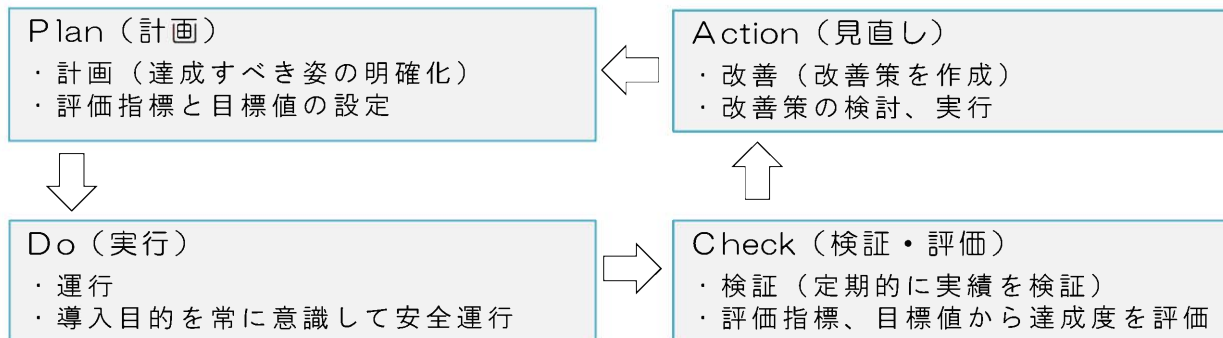 Plan（計画）
・計画（達成すべき姿の明確化）
・評価指標と目標値の設定
Action（見直し）
・改善（改善策を作成）
・改善策の検討、実行
Do（実行）
・運行
・導入目的を常に意識して安全運行
Check（検証・評価）
・検証（定期的に実績を検証）
・評価指標、目標値から達成度を評価